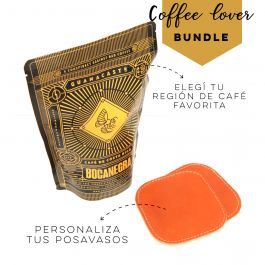 Coffee lover
BUNDLE
GUANACASTE
ELEGÍ TU
REGIÓN DE CAFÉ
FAVORITA
BOCANEGRA
PERSONALIZA
TUS POSAVASOS